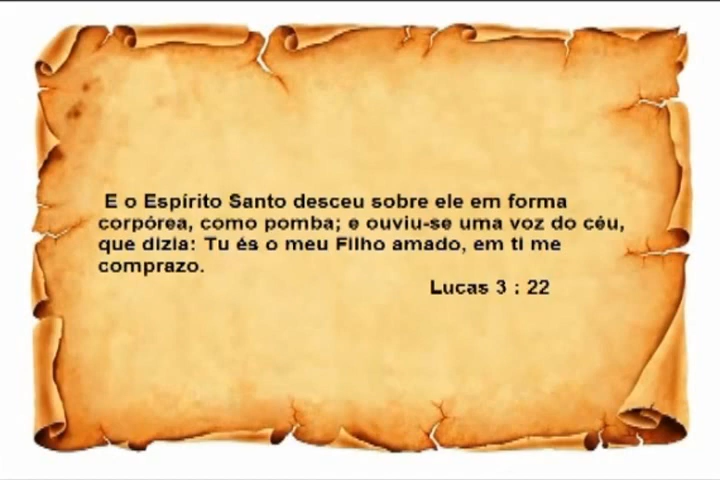 E o Espírito Santo desceu sobre ele em forma
corpórea, como pomba; e ouviu-se uma voz do céu,
que dizia: Tu és o meu Filho amado, em ti me
comprazo.
Lucas 3 : 22